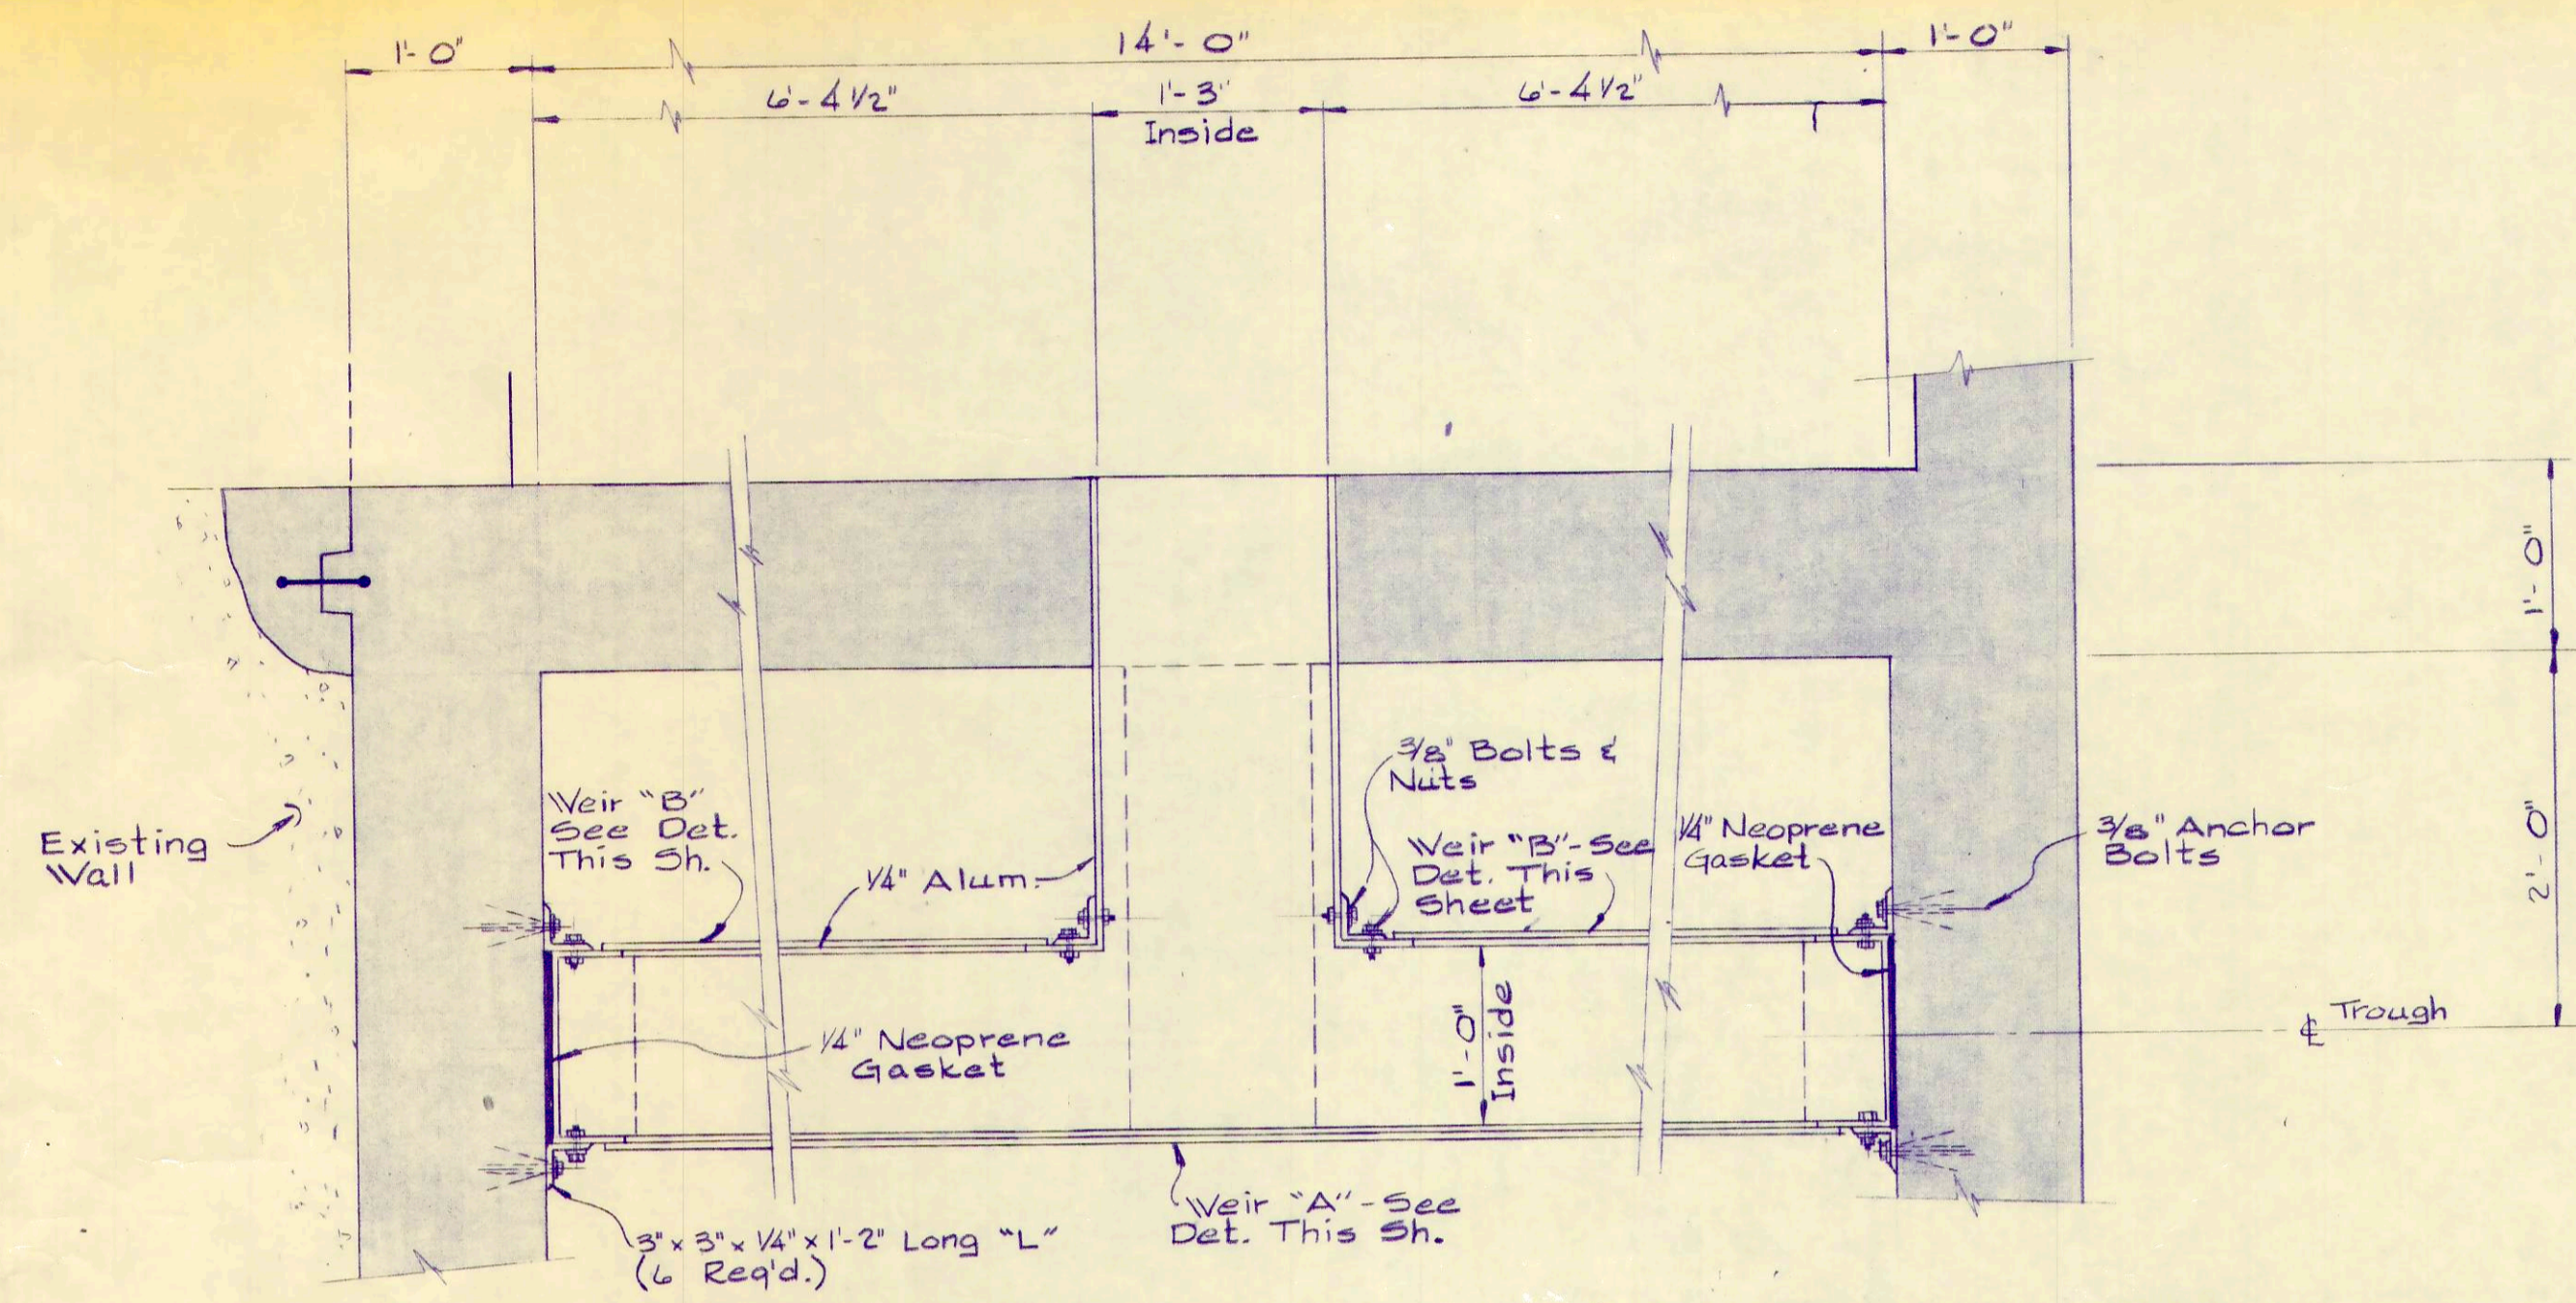 1'-0"
14'-0"
1'-0"
6'-4 1/2"
1'-3"
Inside
6'-4 1/2"
1'-0"
2'-0"
Existing
Wall
Weir "B"
See Det.
This Sh.
1/4" Alum.
3/8" Bolts &
Nuts
Weir "B"-See
Det. This
Sheet
1/4" Neoprene
Gasket
3/8" Anchor
Bolts
1/4" Neoprene
Gasket
1'-0"
Inside
℄ Trough
Weir "A"-See
Det. This Sh.
3" x 3" x 1/4" x 1'-2" Long "L"
(6 Req'd.)